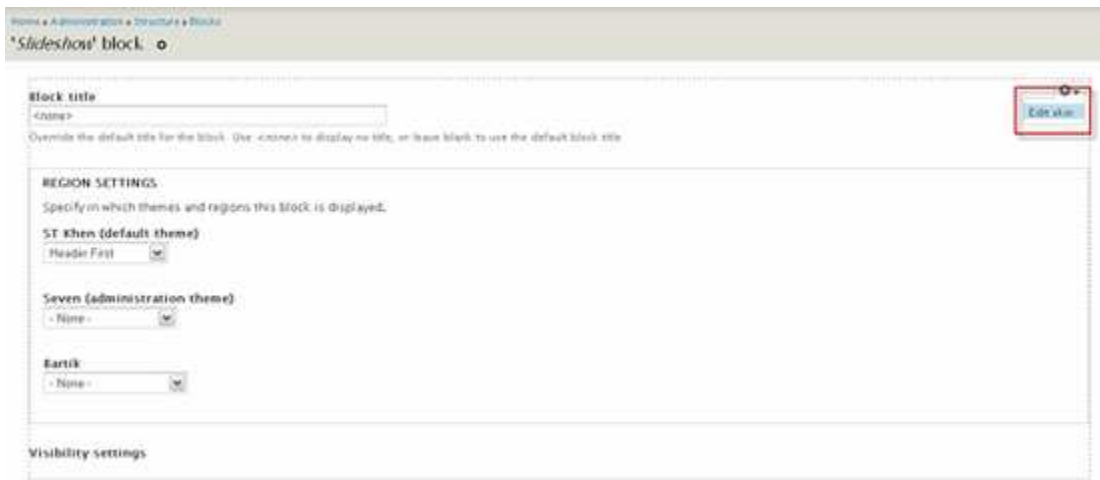 Home » Administration » Structure » Blocks
'Slideshow' block
Block title
<none>
Override the default title for the block. Use <none> to display no title, or leave blank to use the default block title.
Edit skin
REGION SETTINGS
Specify in which themes and regions this block is displayed.
ST Khen (default theme)
Header First
Seven (administration theme)
- None -
Bartik
- None -
Visibility settings